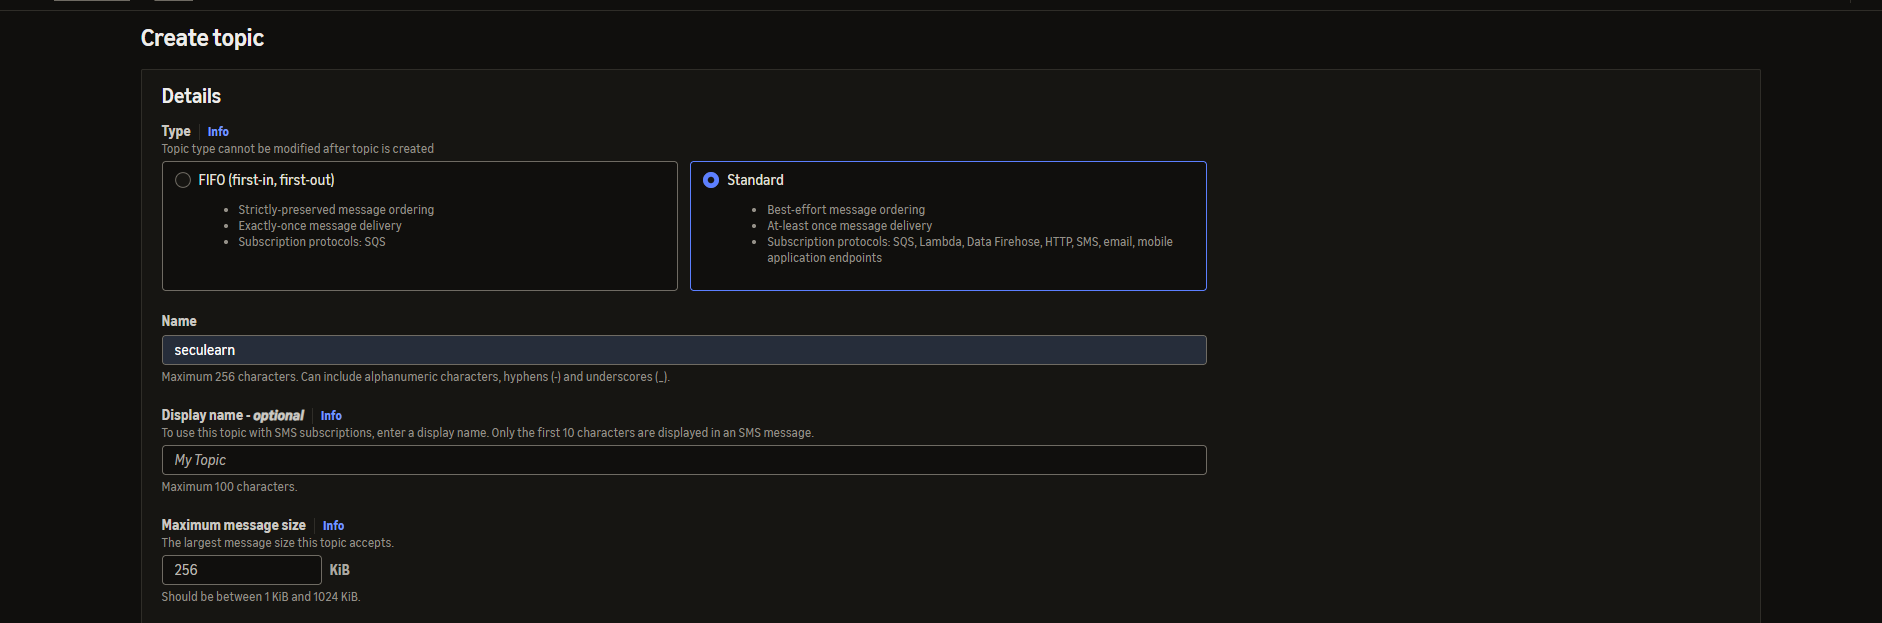 Create topic
Details
Type Info
Topic type cannot be modified after topic is created
FIFO (first-in, first-out)
Strictly-preserved message ordering
Exactly-once message delivery
Subscription protocols: SQS
Standard
Best-effort message ordering
At-least once message delivery
Subscription protocols: SQS, Lambda, Data Firehose, HTTP, SMS, email, mobile
application endpoints
Name
seculearn
Maximum 256 characters. Can include alphanumeric characters, hyphens (-) and underscores (_).
Display name - optional Info
To use this topic with SMS subscriptions, enter a display name. Only the first 10 characters are displayed in an SMS message.
My Topic
Maximum 100 characters.
Maximum message size Info
The largest message size this topic accepts.
256 KiB
Should be between 1 KiB and 1024 KiB.